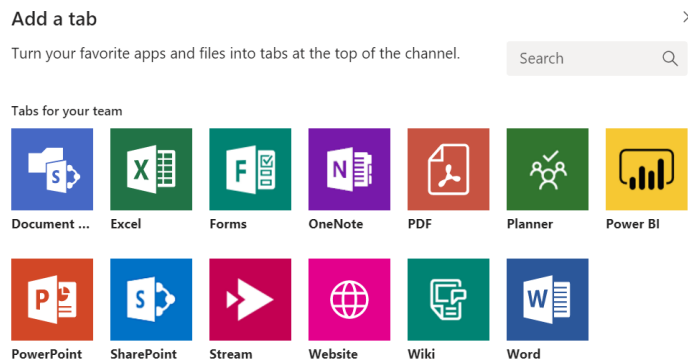 Add a tab
Turn your favorite apps and files into tabs at the top of the channel.
Search
Tabs for your team
Document ... Excel Forms OneNote PDF Planner Power BI
PowerPoint SharePoint Stream Website Wiki Word